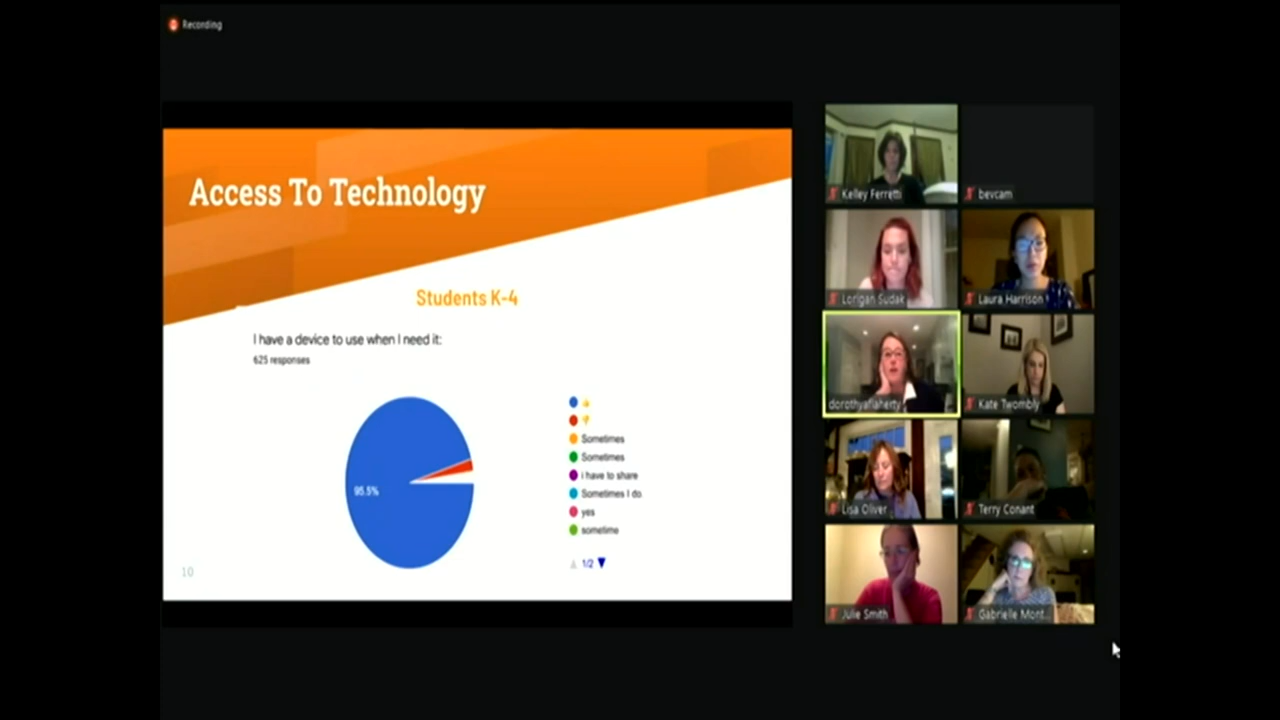 Recording
Access To Technology
Students K-4
I have a device to use when I need it:
625 responses
95.5%
👍
👎
Sometimes
Sometimes
i have to share
Sometimes I do
yes
sometime
1/2
10
Kelley Ferretti
bevcam
Lorigan Sudak
Laura Harrison
dorothyaflaherty
Kate Twombly
Lisa Oliver
Terry Conant
Julie Smith
Gabrielle Mont...